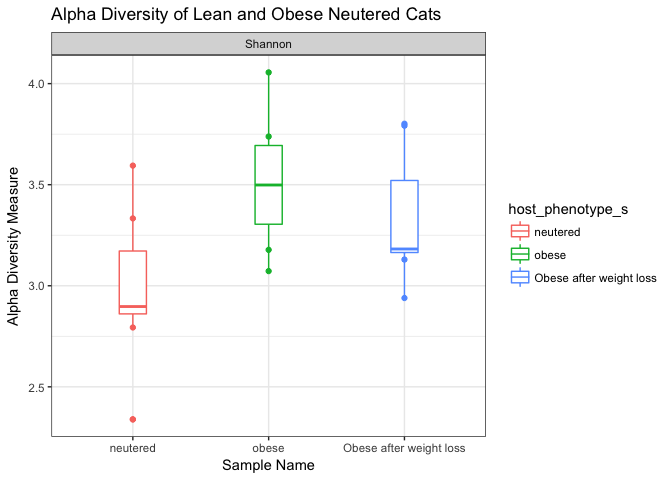 Alpha Diversity of Lean and Obese Neutered Cats
Shannon
4.0
3.5
3.0
2.5
Alpha Diversity Measure
neutered obese Obese after weight loss
Sample Name
host_phenotype_s
neutered
obese
Obese after weight loss